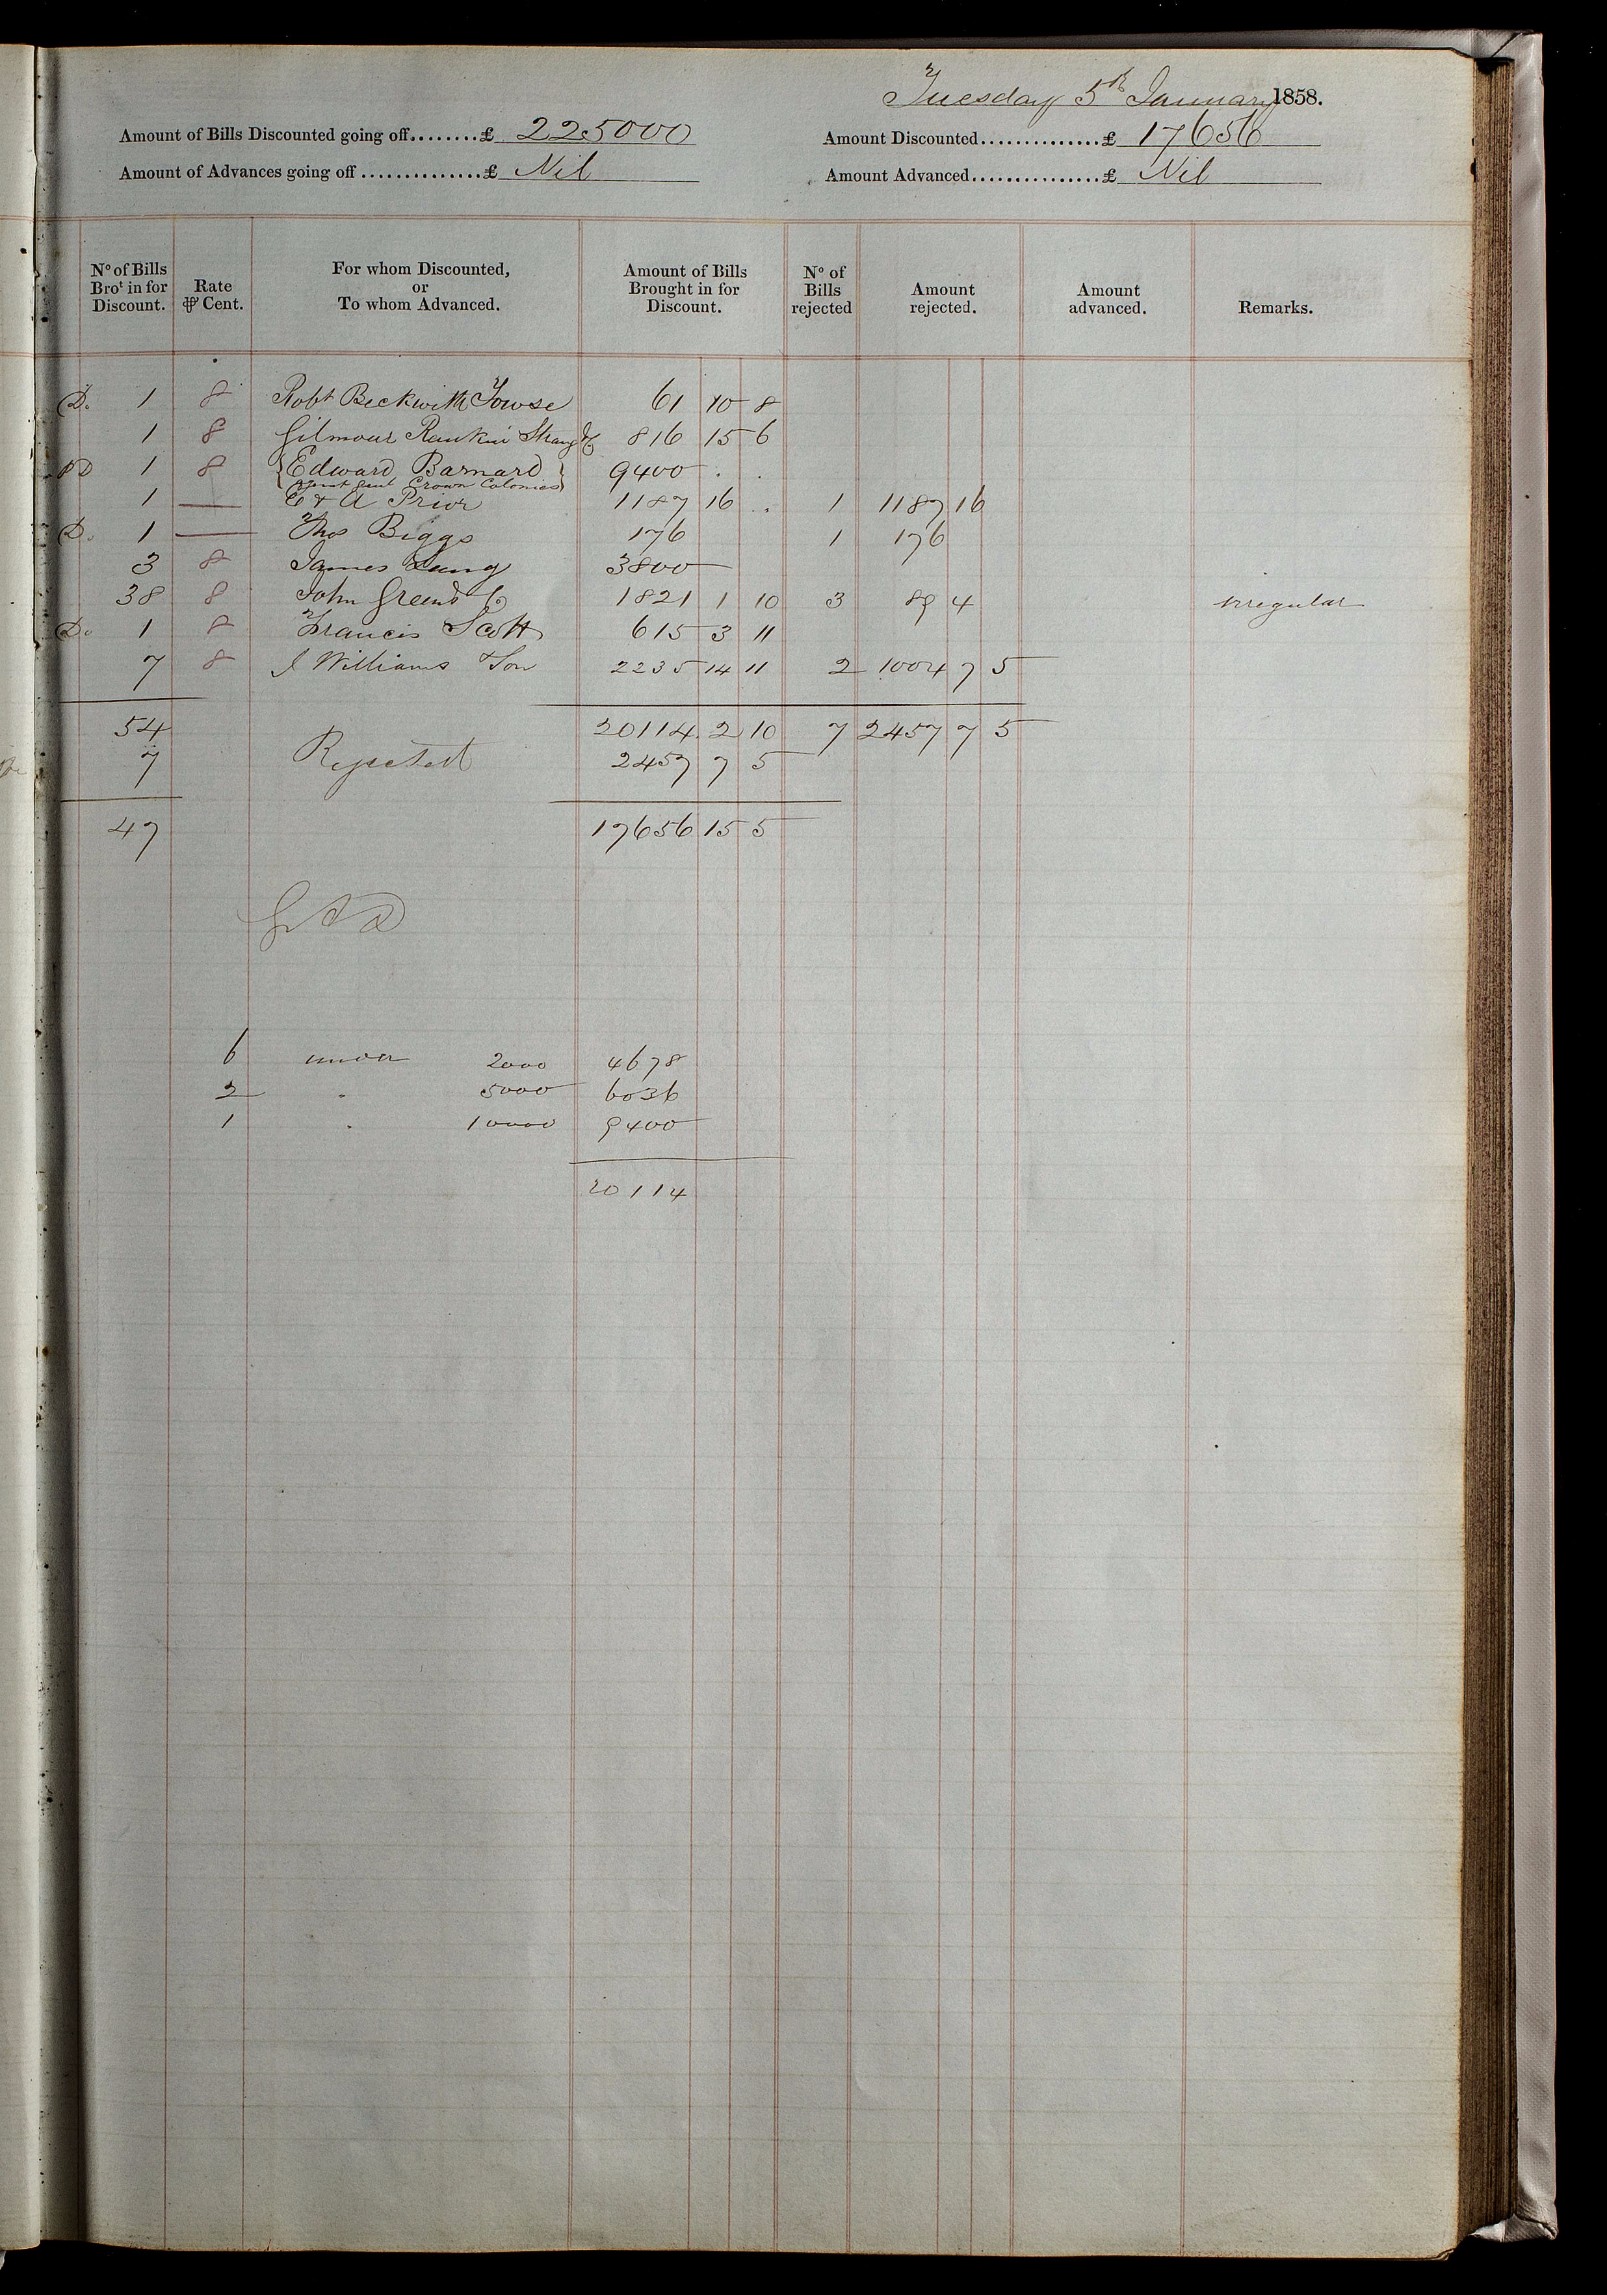 Tuesday 5th January 1858.
Amount of Bills Discounted going off........£ 225000
Amount Discounted..............£ 17656
Amount of Advances going off..............£ Nil
Amount Advanced...............£ Nil
No of Bills Brot in for Discount.
Rate ⅌ Cent.
For whom Discounted, or To whom Advanced.
Amount of Bills Brought in for Discount.
No of Bills rejected
Amount rejected.
Amount advanced.
Remarks.
D. 1 8 Robt Beckwith Towse 61 10 8
1 8 Gilmour Rankin Strang & Co 816 15 6
PD 1 8 {Edward Barnard} 9400 . .
Agent Genl Crown Colonies
1 — E & A Prior 1187 16 . 1 1187 16
D. 1 — Thos Biggs 176 1 176
3 8 James Laing 3800
38 8 John Greend Co 1821 1 10 3 89 4 irregular
D. 1 8 Francis Scott 615 3 11
7 8 J Williams & Son 2235 14 11 2 1004 7 5
54 20114 2 10 7 2457 7 5
7 Rejected 2457 7 5
47 17656 15 5
6 under 2000 4678
2 " 5000 6036
1 " 10000 9400
20114